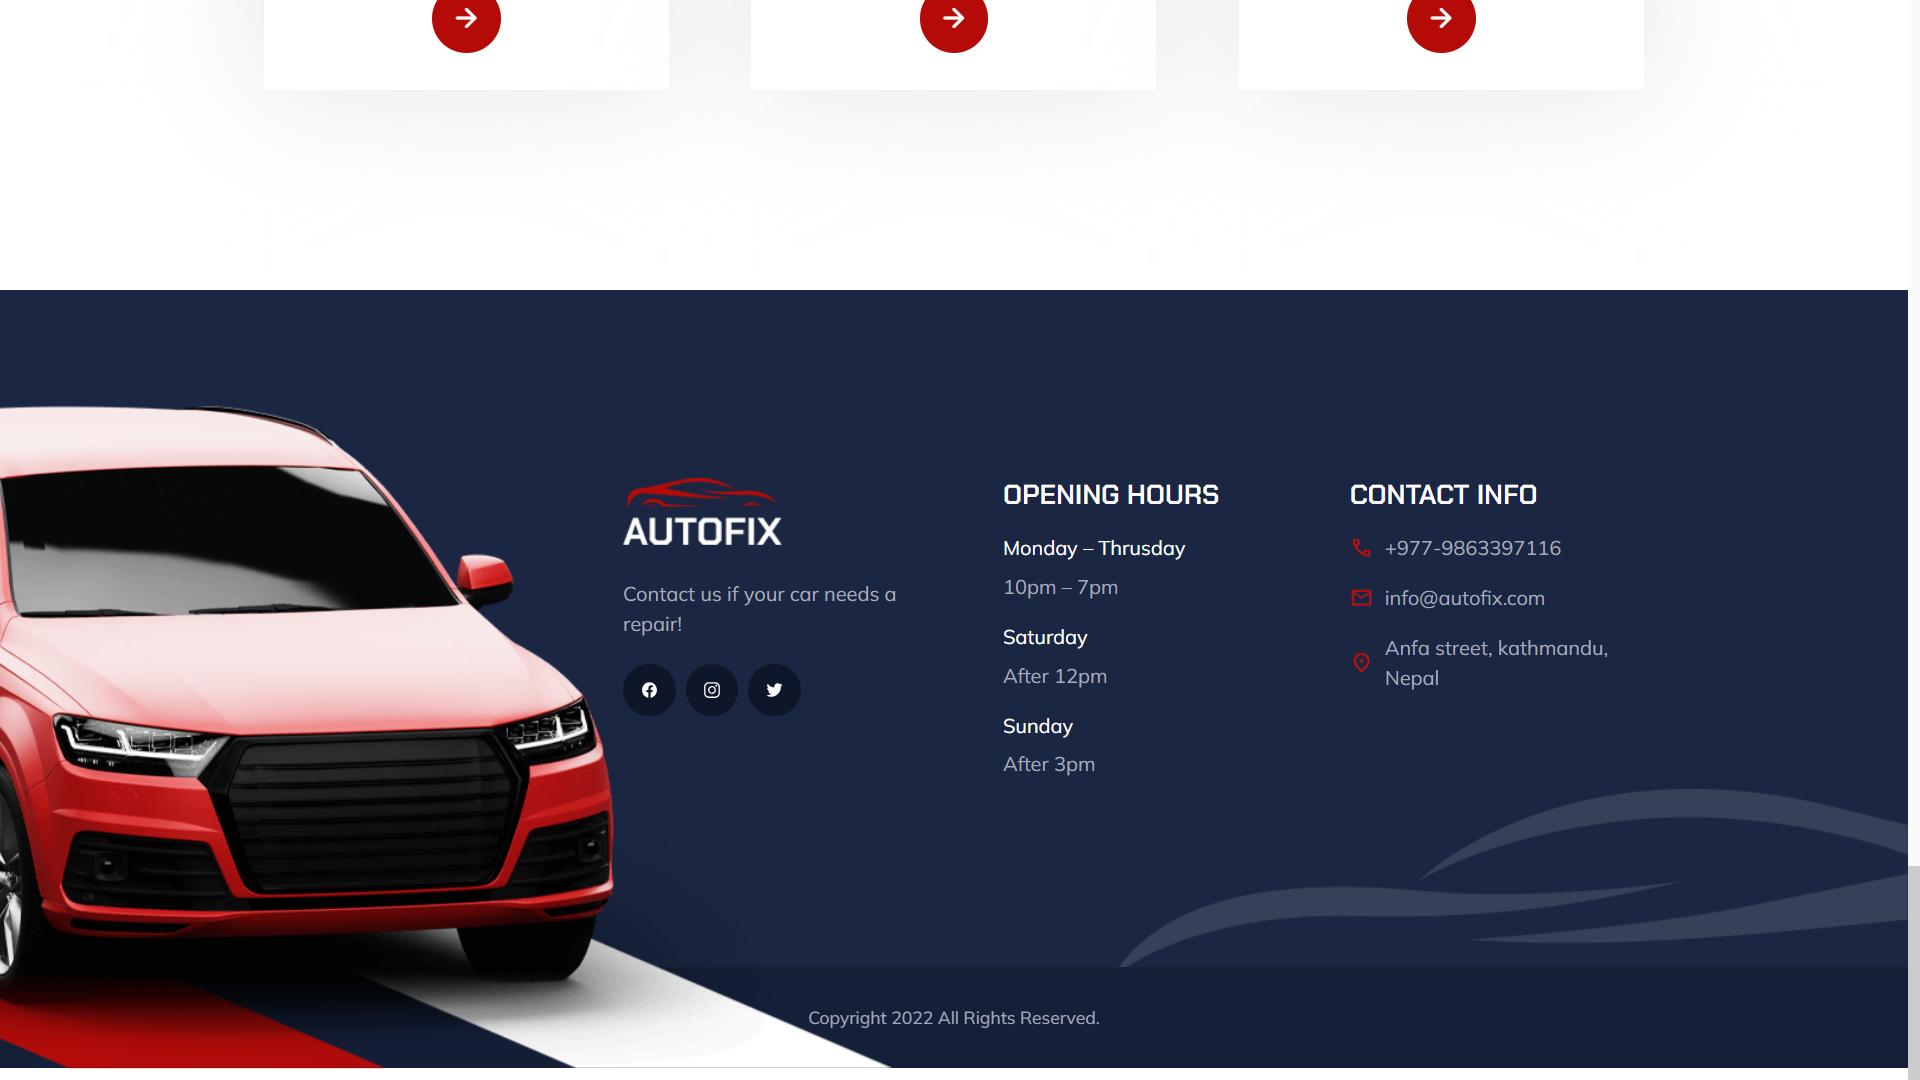 AUTOFIX
Contact us if your car needs a
repair!
OPENING HOURS
Monday – Thrusday
10pm – 7pm
Saturday
After 12pm
Sunday
After 3pm
CONTACT INFO
+977-9863397116
info@autofix.com
Anfa street, kathmandu,
Nepal
Copyright 2022 All Rights Reserved.